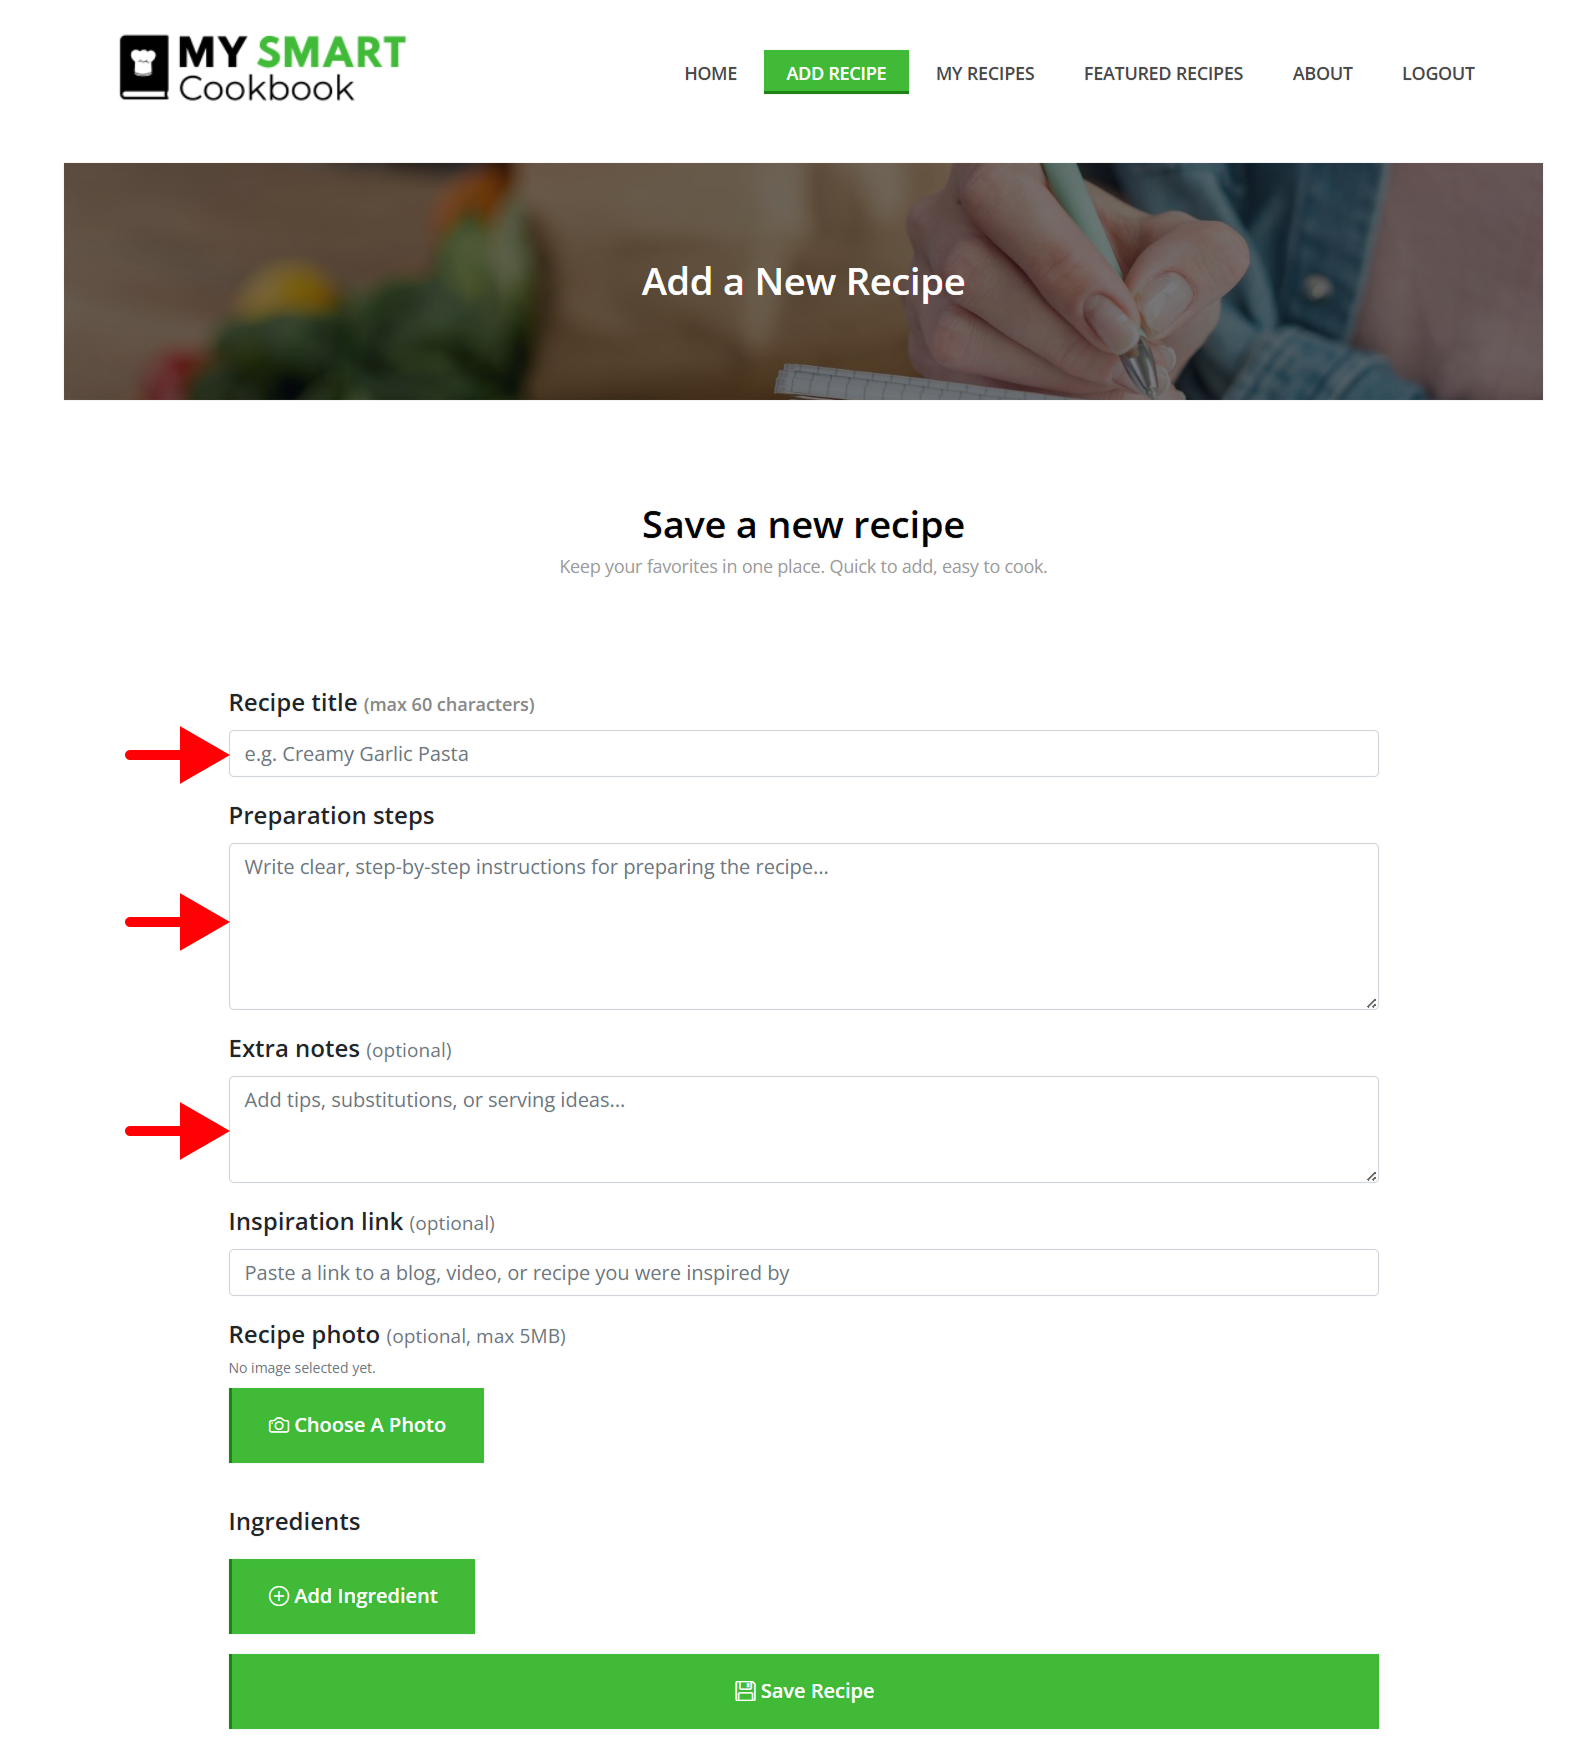 MY SMART
Cookbook
HOME ADD RECIPE MY RECIPES FEATURED RECIPES ABOUT LOGOUT
Add a New Recipe
Save a new recipe
Keep your favorites in one place. Quick to add, easy to cook.
Recipe title (max 60 characters)
e.g. Creamy Garlic Pasta
Preparation steps
Write clear, step-by-step instructions for preparing the recipe...
Extra notes (optional)
Add tips, substitutions, or serving ideas...
Inspiration link (optional)
Paste a link to a blog, video, or recipe you were inspired by
Recipe photo (optional, max 5MB)
No image selected yet.
Choose A Photo
Ingredients
Add Ingredient
Save Recipe